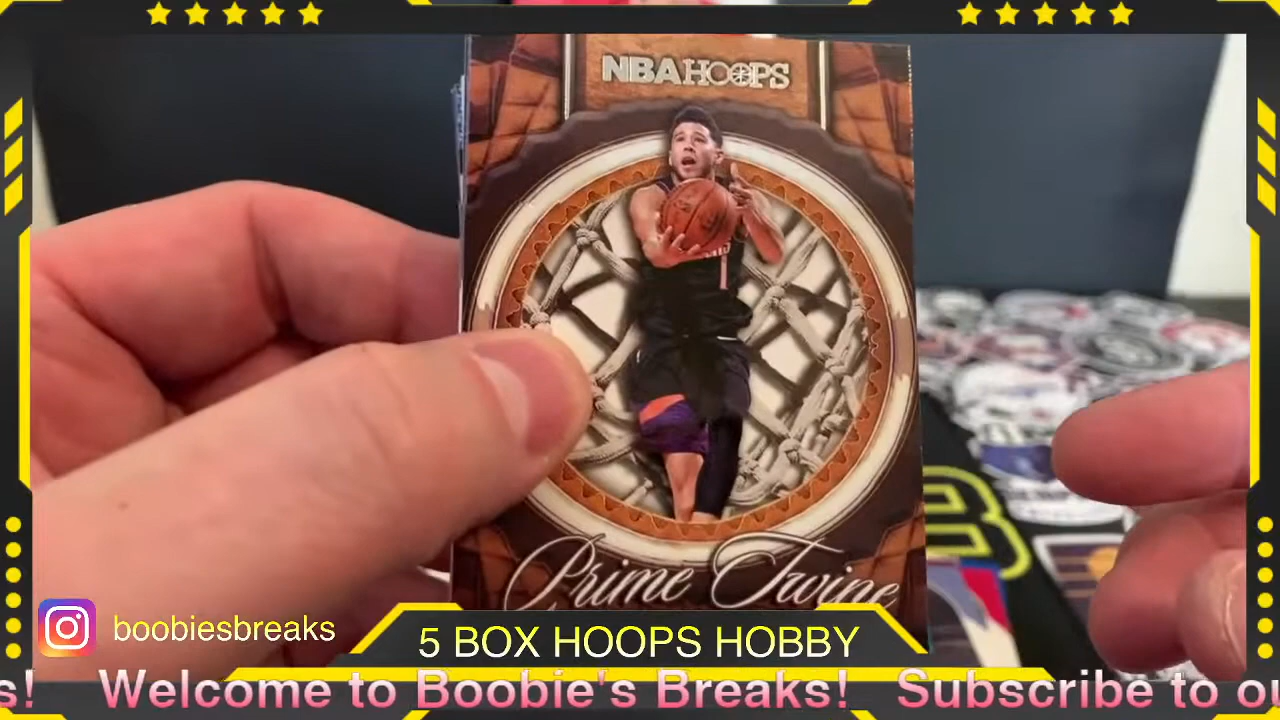 NBA HOOPS
Prime Twine
boobiesbreaks
5 BOX HOOPS HOBBY
s! Welcome to Boobie's Breaks! Subscribe to ou